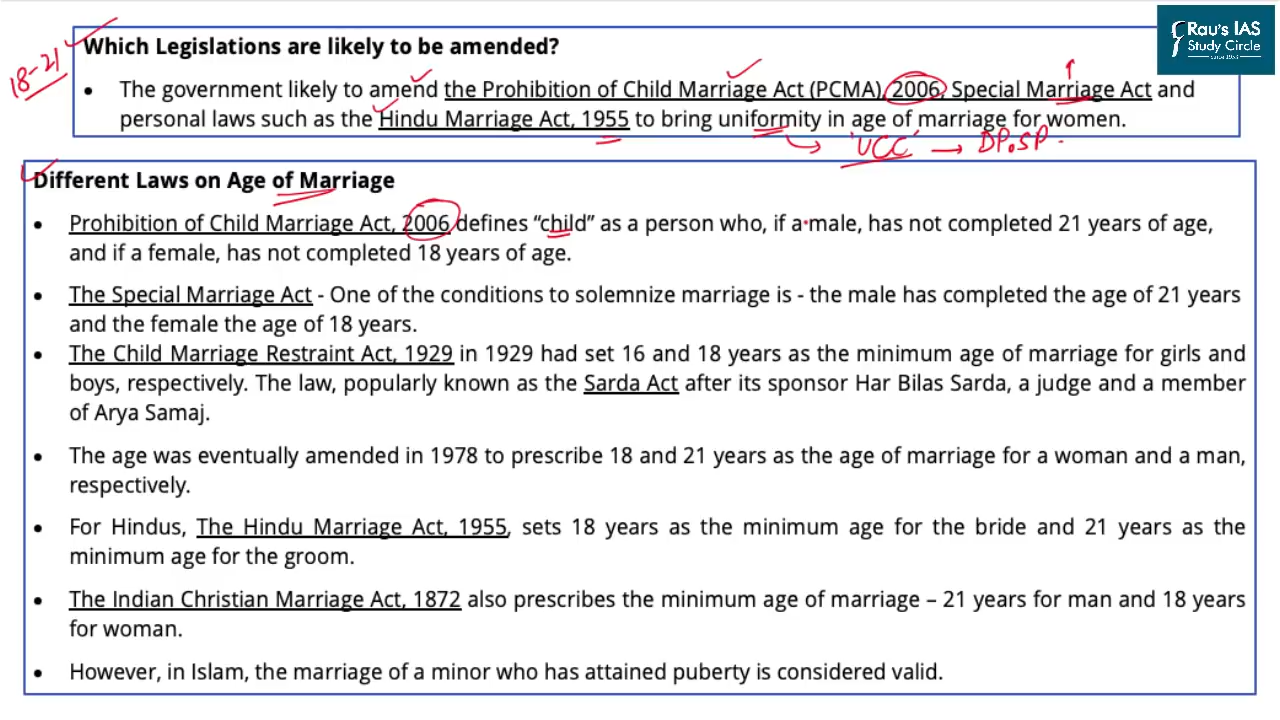 Rau's IAS
Study Circle
since 1953
18-21
Which Legislations are likely to be amended?
• The government likely to amend the Prohibition of Child Marriage Act (PCMA), 2006, Special Marriage Act and
personal laws such as the Hindu Marriage Act, 1955 to bring uniformity in age of marriage for women.
'UCC' → DPSP.
Different Laws on Age of Marriage
• Prohibition of Child Marriage Act, 2006 defines “child” as a person who, if a male, has not completed 21 years of age,
and if a female, has not completed 18 years of age.
• The Special Marriage Act - One of the conditions to solemnize marriage is - the male has completed the age of 21 years
and the female the age of 18 years.
• The Child Marriage Restraint Act, 1929 in 1929 had set 16 and 18 years as the minimum age of marriage for girls and
boys, respectively. The law, popularly known as the Sarda Act after its sponsor Har Bilas Sarda, a judge and a member
of Arya Samaj.
• The age was eventually amended in 1978 to prescribe 18 and 21 years as the age of marriage for a woman and a man,
respectively.
• For Hindus, The Hindu Marriage Act, 1955, sets 18 years as the minimum age for the bride and 21 years as the
minimum age for the groom.
• The Indian Christian Marriage Act, 1872 also prescribes the minimum age of marriage – 21 years for man and 18 years
for woman.
• However, in Islam, the marriage of a minor who has attained puberty is considered valid.